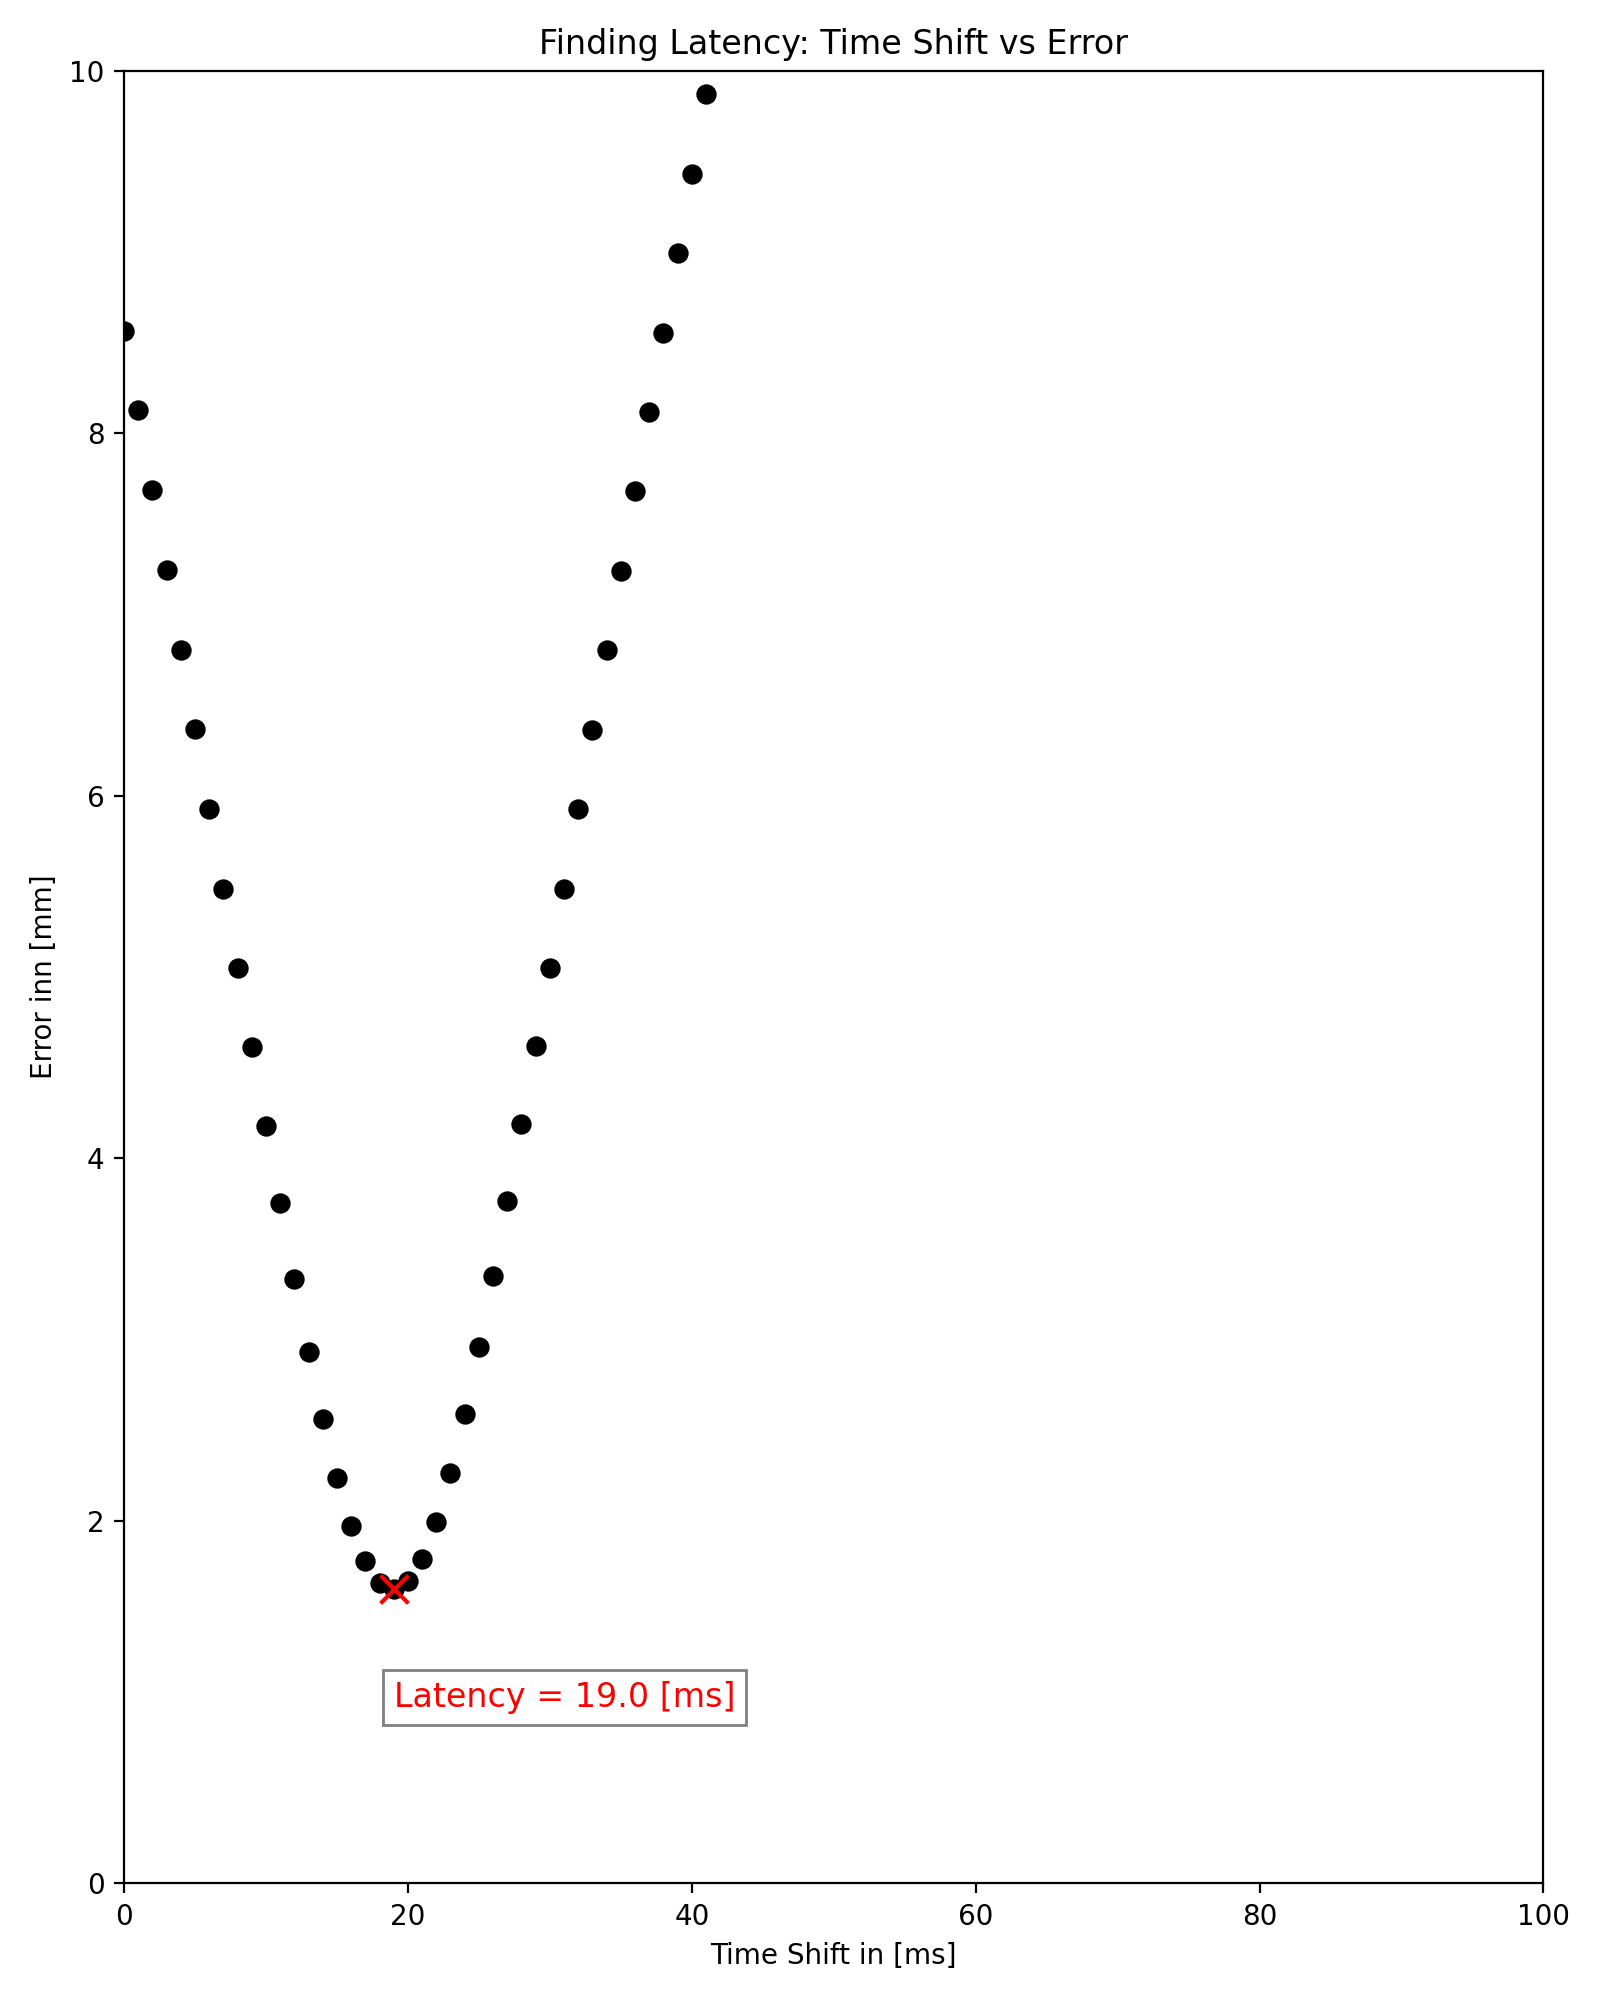 Finding Latency: Time Shift vs Error
10
8
6
4
2
0
Error inn [mm]
Latency = 19.0 [ms]
0 20 40 60 80 100
Time Shift in [ms]